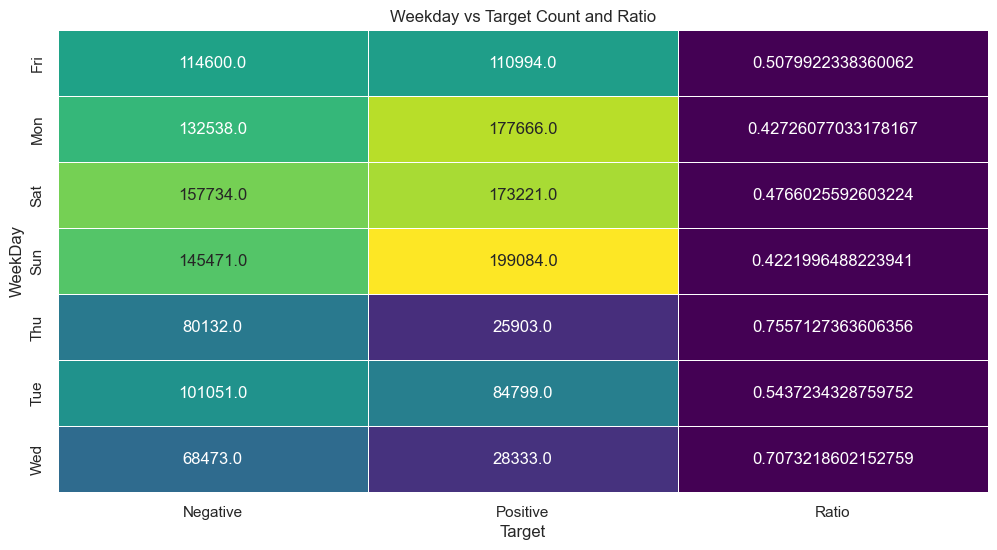 Weekday vs Target Count and Ratio
WeekDay
Fri 114600.0 110994.0 0.5079922338360062
Mon 132538.0 177666.0 0.42726077033178167
Sat 157734.0 173221.0 0.4766025592603224
Sun 145471.0 199084.0 0.4221996488223941
Thu 80132.0 25903.0 0.7557127363606356
Tue 101051.0 84799.0 0.5437234328759752
Wed 68473.0 28333.0 0.7073218602152759
Negative Positive Ratio
Target